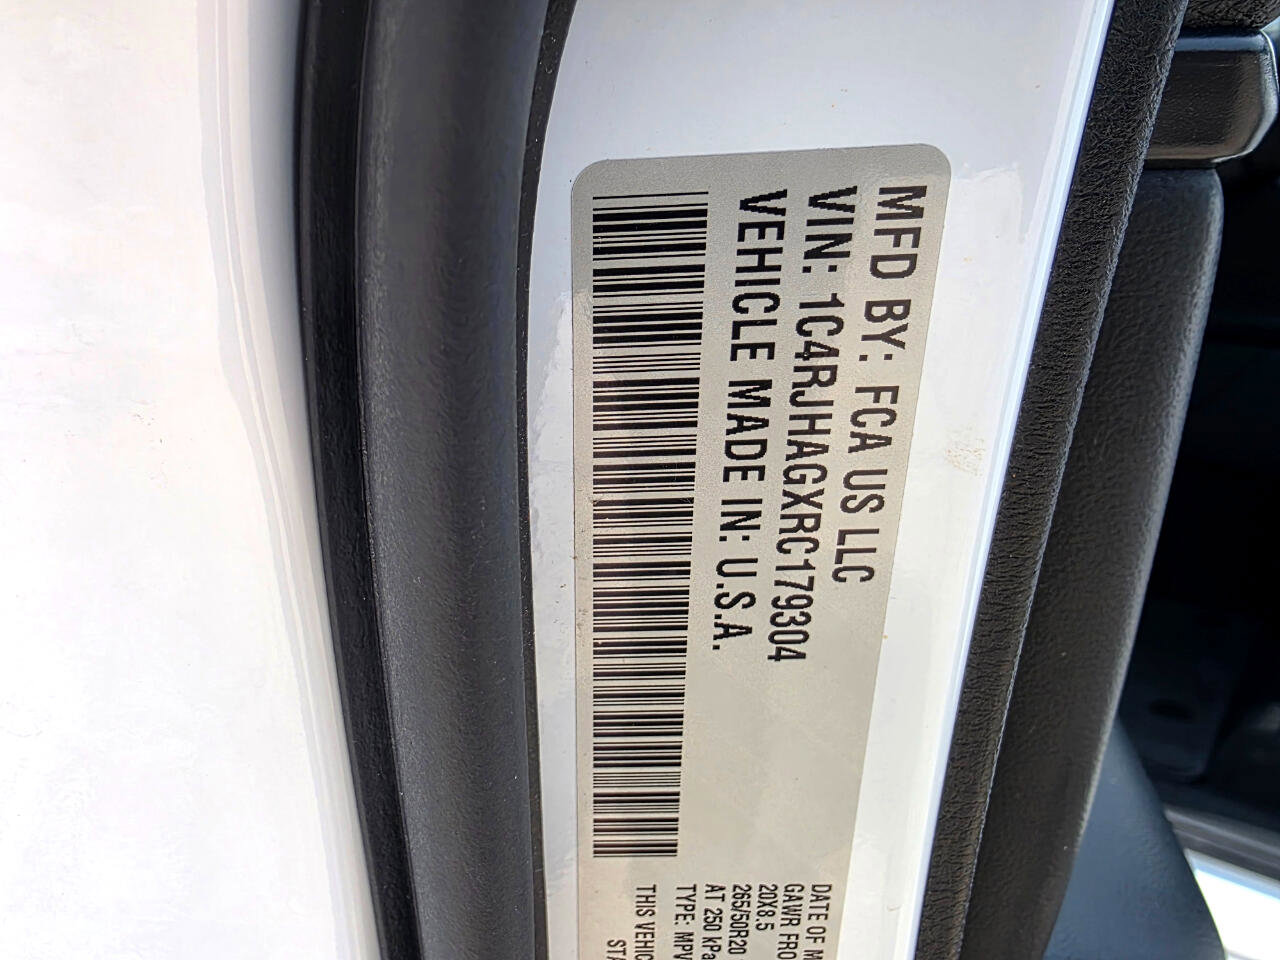 MFD BY: FCA US LLC
VIN: 1C4RJHAGXRC179304
VEHICLE MADE IN: U.S.A.
DATE OF M
GAWR FRO
20X8.5
265/50R20
AT 250 kPa
TYPE: MPV
THIS VEHIC
STA